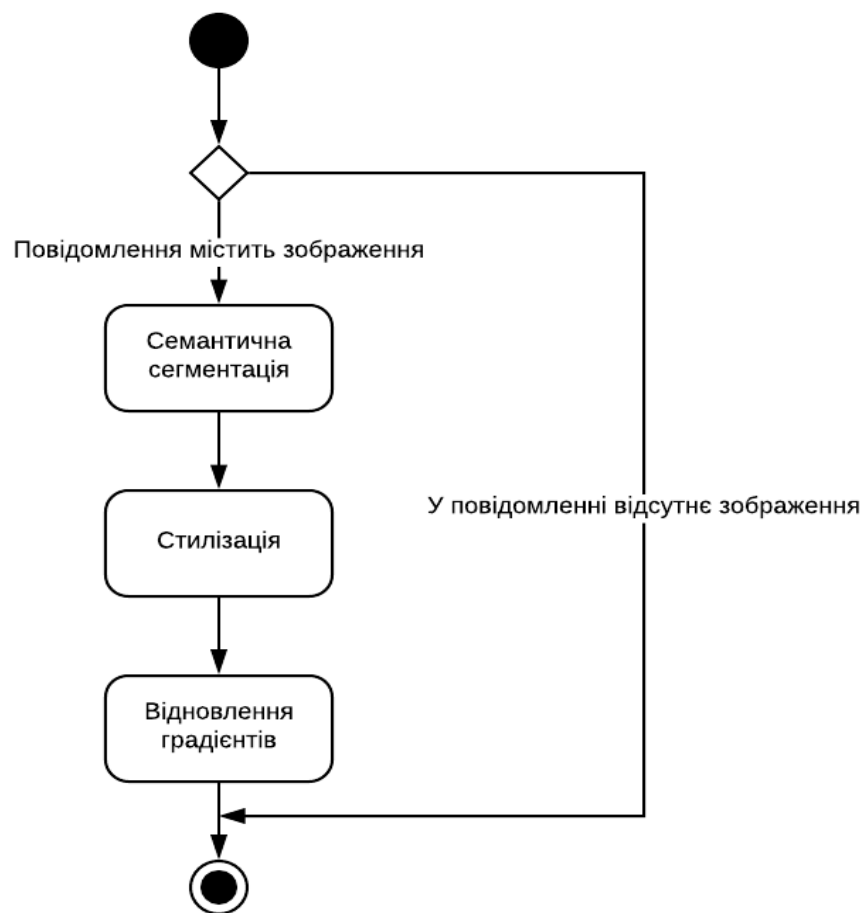 Повідомлення містить зображення
Семантична
сегментація
У повідомленні відсутнє зображення
Стилізація
Відновлення
градієнтів